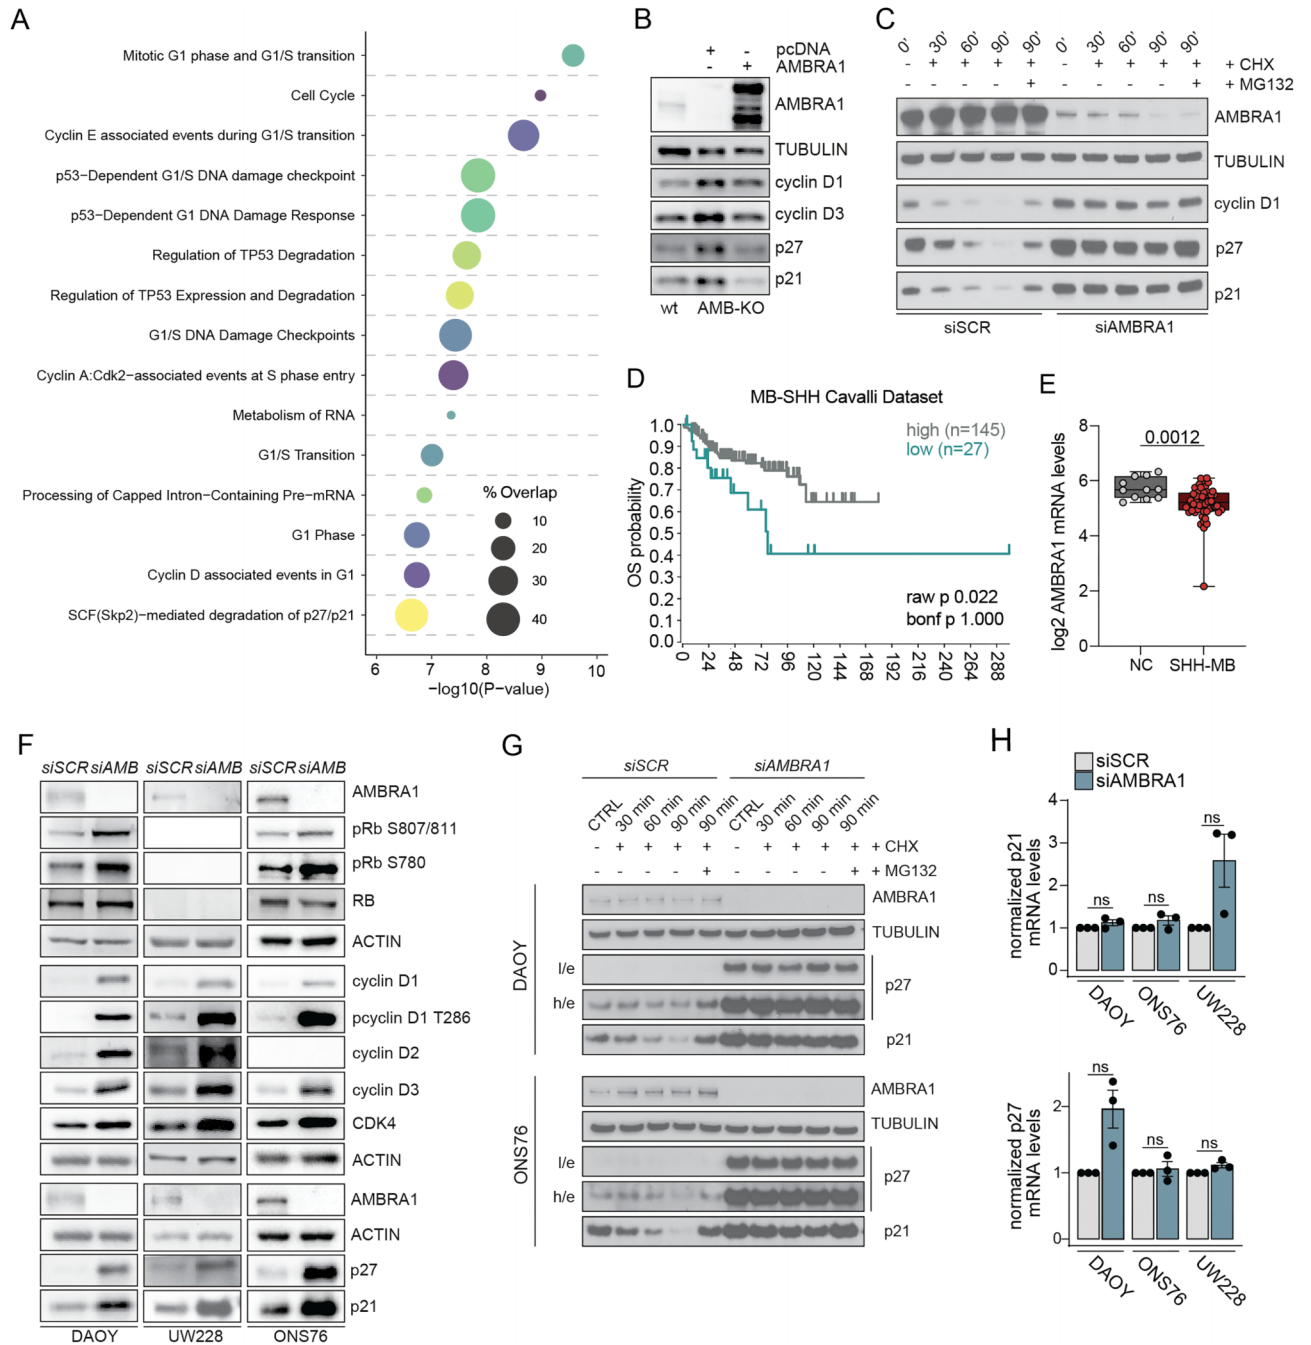 A
Mitotic G1 phase and G1/S transition
Cell Cycle
Cyclin E associated events during G1/S transition
p53−Dependent G1/S DNA damage checkpoint
p53−Dependent G1 DNA Damage Response
Regulation of TP53 Degradation
Regulation of TP53 Expression and Degradation
G1/S DNA Damage Checkpoints
Cyclin A:Cdk2−associated events at S phase entry
Metabolism of RNA
G1/S Transition
Processing of Capped Intron−Containing Pre−mRNA
G1 Phase
Cyclin D associated events in G1
SCF(Skp2)−mediated degradation of p27/p21
% Overlap
10
20
30
40
6 7 8 9 10
−log10(P-value)
B
+ - pcDNA
- + AMBRA1
AMBRA1
TUBULIN
cyclin D1
cyclin D3
p27
p21
wt AMB-KO
C
0' 30' 60' 90' 90' 0' 30' 60' 90' 90'
- + + + + - + + + + + CHX
- - - - + - - - - + + MG132
AMBRA1
TUBULIN
cyclin D1
p27
p21
siSCR siAMBRA1
D
MB-SHH Cavalli Dataset
high (n=145)
low (n=27)
OS probability
1.0
0.9
0.8
0.7
0.6
0.5
0.4
0.3
0.2
0.1
0.0
raw p 0.022
bonf p 1.000
0 24 48 72 96 120 144 168 192 216 240 264 288
E
log2 AMBRA1 mRNA levels
8
6
4
2
0
0.0012
NC SHH-MB
F
siSCR siAMB siSCR siAMB siSCR siAMB
AMBRA1
pRb S807/811
pRb S780
RB
ACTIN
cyclin D1
pcyclin D1 T286
cyclin D2
cyclin D3
CDK4
ACTIN
AMBRA1
ACTIN
p27
p21
DAOY UW228 ONS76
G
siSCR siAMBRA1
CTRL 30 min 60 min 90 min 90 min CTRL 30 min 60 min 90 min 90 min
- + + + + - + + + + + CHX
- - - - + - - - - + + MG132
DAOY
AMBRA1
TUBULIN
l/e
p27
h/e
p21
ONS76
AMBRA1
TUBULIN
l/e
p27
h/e
p21
H
siSCR
siAMBRA1
normalized p21
mRNA levels
4
3
2
1
0
ns ns ns
DAOY ONS76 UW228
normalized p27
mRNA levels
2
1
0
ns ns ns
DAOY ONS76 UW228